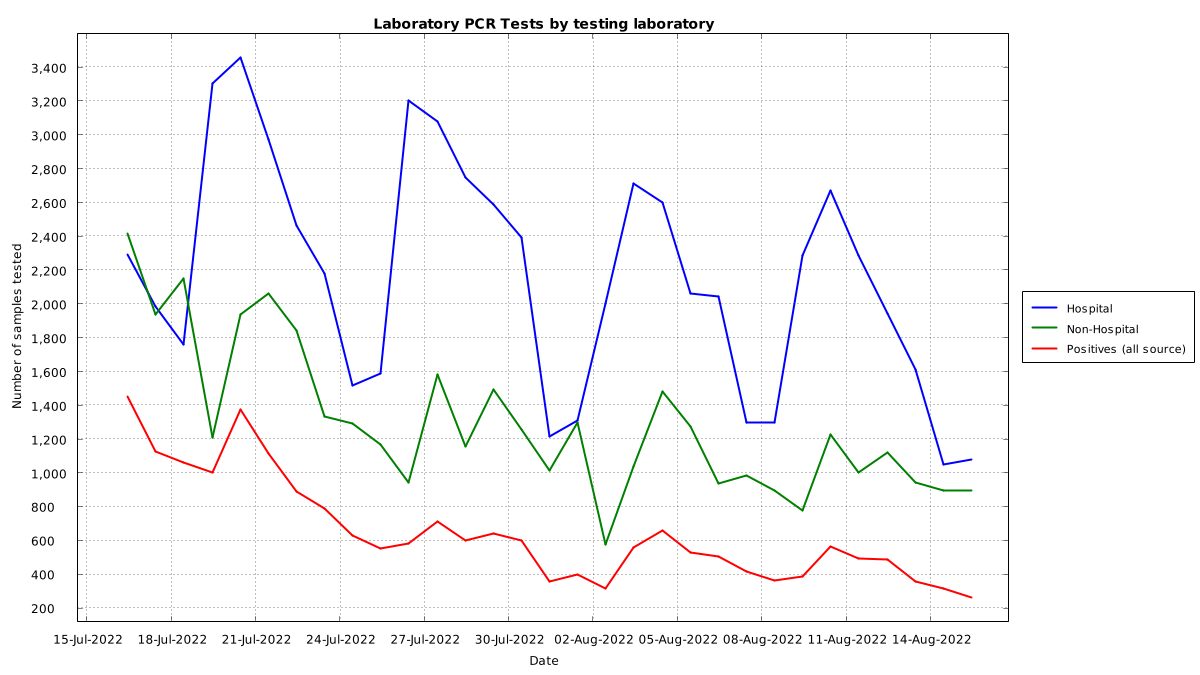 Laboratory PCR Tests by testing laboratory
3,400
3,200
3,000
2,800
2,600
2,400
2,200
2,000
1,800
1,600
1,400
1,200
1,000
800
600
400
200
Number of samples tested
15-Jul-2022 18-Jul-2022 21-Jul-2022 24-Jul-2022 27-Jul-2022 30-Jul-2022 02-Aug-2022 05-Aug-2022 08-Aug-2022 11-Aug-2022 14-Aug-2022
Date
Hospital
Non-Hospital
Positives (all source)